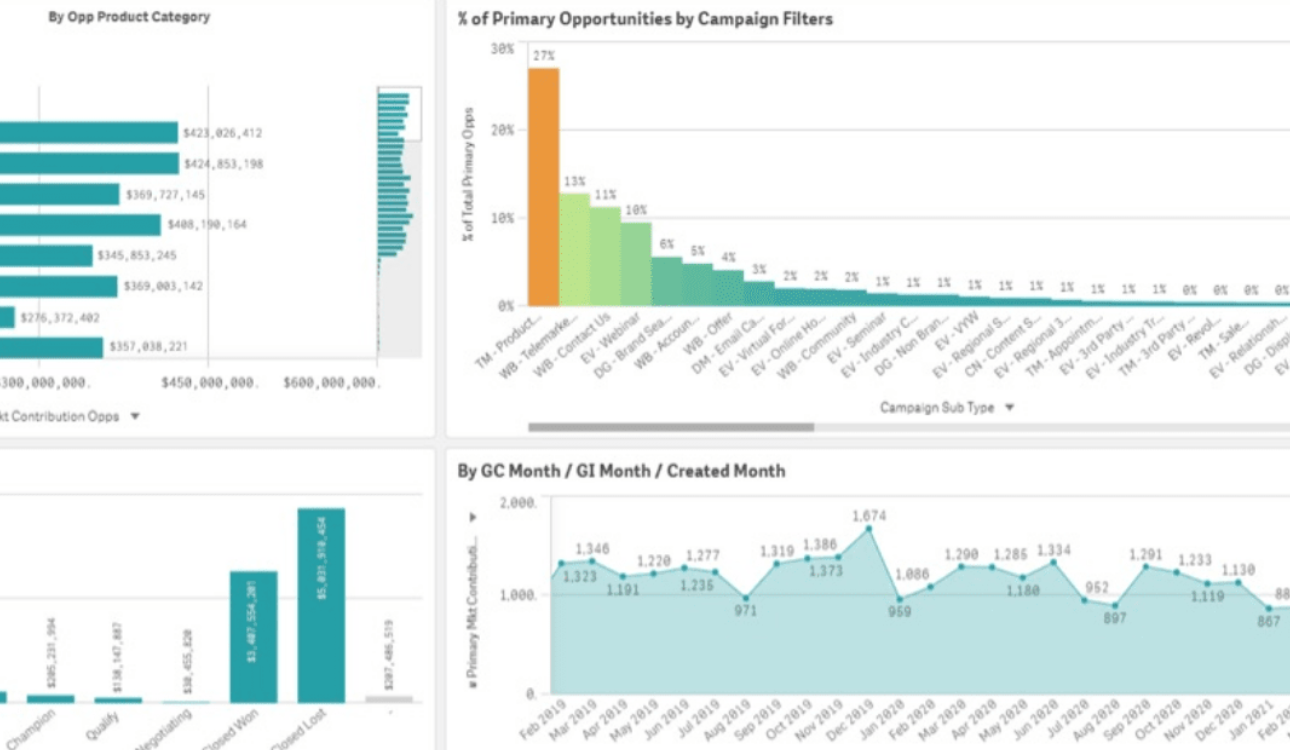 By Opp Product Category
$423,026,412
$424,853,198
$369,727,145
$408,190,164
$345,853,245
$369,003,142
$276,372,402
$357,038,221
$300,000,000. $450,000,000. $600,000,000.
kt Contribution Opps
% of Primary Opportunities by Campaign Filters
% of Total Primary Opps
30%
20%
10%
0%
27% 13% 11% 10% 6% 5% 4% 3% 2% 2% 2% 1% 1% 1% 1% 1% 1% 1% 1% 1% 1% 0% 0% 0% 0%
TM - Product...
WB - Telemarke...
WB - Contact Us
EV - Webinar
DG - Brand Sea...
WB - Accoun...
WB - Offer
DM - Email Ca...
EV - Virtual For...
EV - Online Ho...
WB - Community
EV - Seminar
EV - Industry C...
DG - Non Bran...
EV - VYW
EV - Regional S...
CN - Content S...
EV - Regional 3...
TM - Appointm...
EV - 3rd Party ...
EV - Industry Tr...
TM - 3rd Party ...
EV - Revol...
TM - Sale...
EV - Relationsh...
DG - Displ
EV
Campaign Sub Type
$205,231,994
$138,147,887
$30,455,820
$3,407,554,201
$5,031,910,454
$207,486,519
Champion
Qualify
Negotiating
Closed Won
Closed Lost
-
By GC Month / GI Month / Created Month
# Primary Mkt Contributi...
2,000.
1,000.
0.
1,323 1,346 1,191 1,220 1,277 1,235 971 1,319 1,386 1,373 1,674 959 1,086 1,290 1,285 1,180 1,334 952 897 1,291 1,233 1,119 1,130 867 88
Feb 2019
Mar 2019
Apr 2019
May 2019
Jun 2019
Jul 2019
Aug 2019
Sep 2019
Oct 2019
Nov 2019
Dec 2019
Jan 2020
Feb 2020
Mar 2020
Apr 2020
May 2020
Jun 2020
Jul 2020
Aug 2020
Sep 2020
Oct 2020
Nov 2020
Dec 2020
Jan 2021
Feb 20